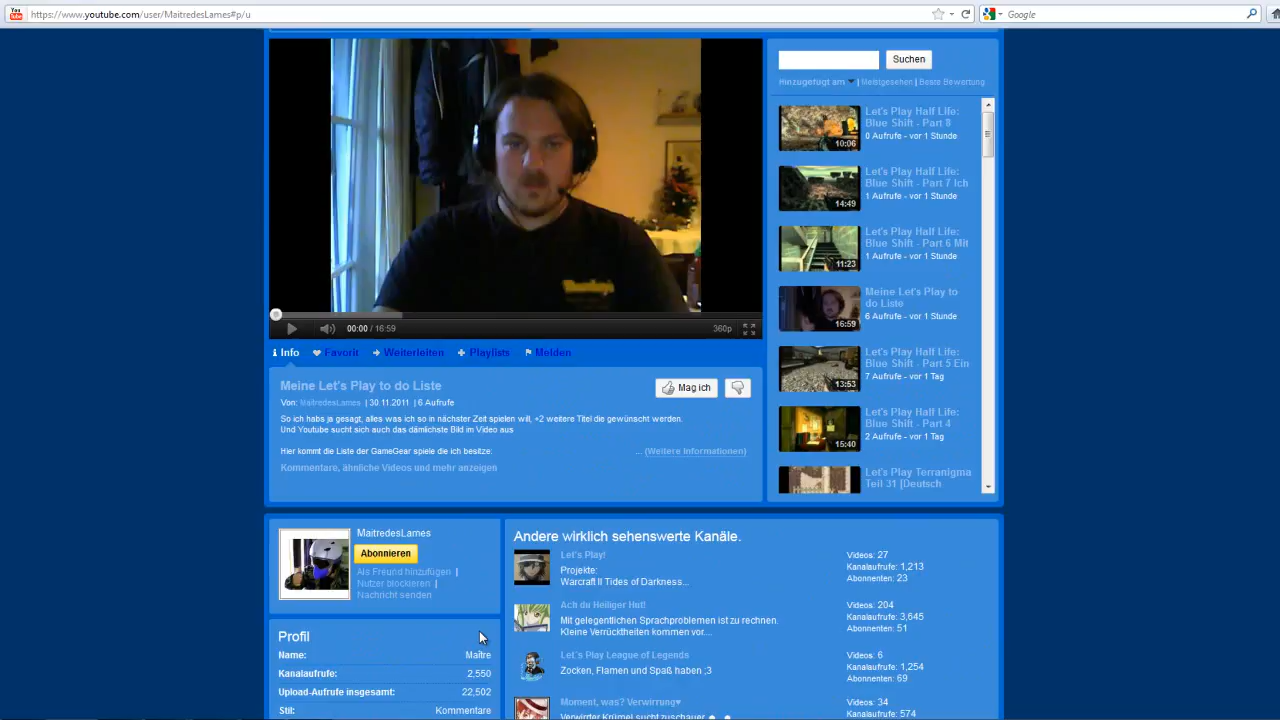 https://www.youtube.com/user/MaitredesLames#p/u
Google
Suchen
Hinzugefügt am | Meistgesehen | Beste Bewertung
Let's Play Half Life:
Blue Shift - Part 8
0 Aufrufe - vor 1 Stunde
10:06
Let's Play Half Life:
Blue Shift - Part 7 Ich
1 Aufrufe - vor 1 Stunde
14:49
Let's Play Half Life:
Blue Shift - Part 6 Mit
1 Aufrufe - vor 1 Stunde
11:23
Meine Let's Play to
do Liste
6 Aufrufe - vor 1 Stunde
16:59
Let's Play Half Life:
Blue Shift - Part 5 Ein
7 Aufrufe - vor 1 Tag
13:53
Let's Play Half Life:
Blue Shift - Part 4
2 Aufrufe - vor 1 Tag
15:40
Let's Play Terranigma
Teil 31 [Deutsch
00:00 / 16:59
360p
Info
Favorit
Weiterleiten
Playlists
Melden
Meine Let's Play to do Liste
Mag ich
Von: MaitredesLames | 30.11.2011 | 6 Aufrufe
So ich habs ja gesagt, alles was ich so in nächster Zeit spielen will, +2 weitere Titel die gewünscht werden.
Und Youtube sucht sich auch das dämlichste Bild im Video aus
Hier kommt die Liste der GameGear spiele die ich besitze:
... (Weitere Informationen)
Kommentare, ähnliche Videos und mehr anzeigen
MaitredesLames
Abonnieren
Als Freund hinzufügen |
Nutzer blockieren |
Nachricht senden
Profil
Name: Maître
Kanalaufrufe: 2,550
Upload-Aufrufe insgesamt: 22,502
Stil: Kommentare
Andere wirklich sehenswerte Kanäle.
Let's Play!
Projekte:
Warcraft II Tides of Darkness...
Videos: 27
Kanalaufrufe: 1,213
Abonnenten: 23
Ach du Heiliger Hut!
Mit gelegentlichen Sprachproblemen ist zu rechnen.
Kleine Verrücktheiten kommen vor....
Videos: 204
Kanalaufrufe: 3,645
Abonnenten: 51
Let´s Play League of Legends
Zocken, Flamen und Spaß haben ;3
Videos: 6
Kanalaufrufe: 1,254
Abonnenten: 69
Moment, was? Verwirrung♥
Verwirrter Krümel sucht zuschauer
Videos: 34
Kanalaufrufe: 574